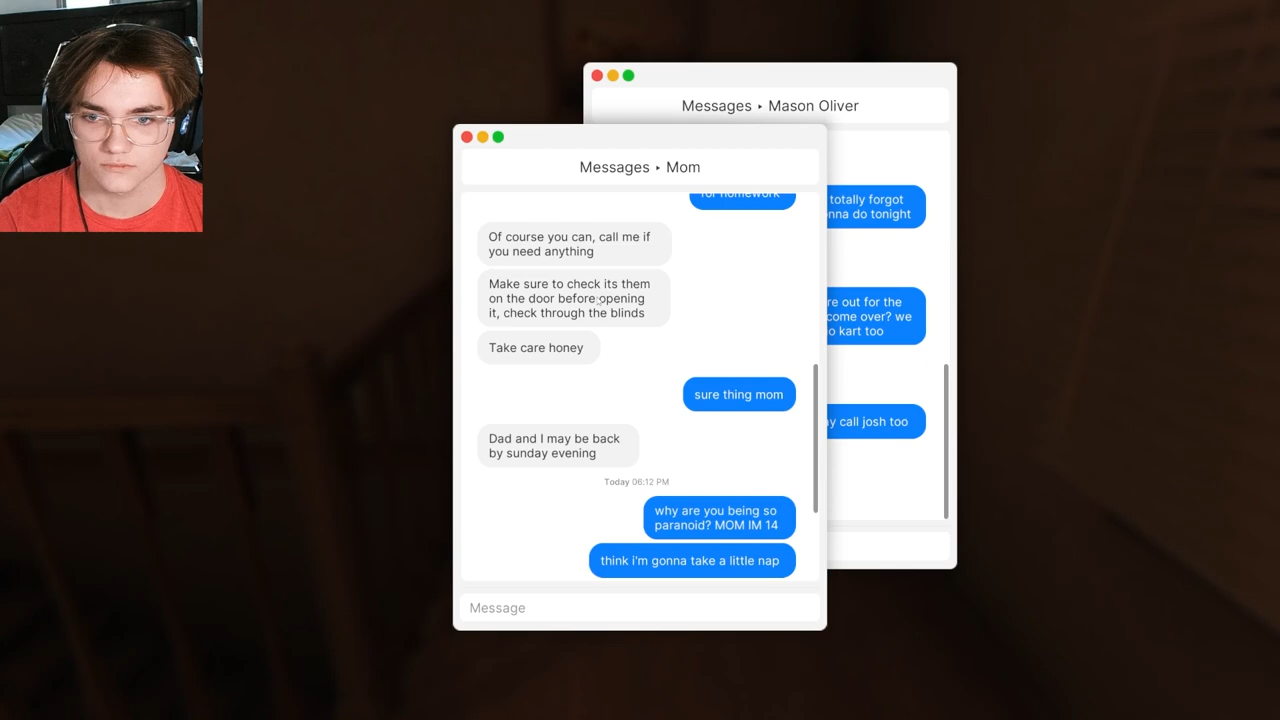 Messages ▸ Mason Oliver
totally forgot
nna do tonight
re out for the
come over? we
o kart too
y call josh too
Messages ▸ Mom
for homework
Of course you can, call me if
you need anything
Make sure to check its them
on the door before opening
it, check through the blinds
Take care honey
sure thing mom
Dad and I may be back
by sunday evening
Today 06:12 PM
why are you being so
paranoid? MOM IM 14
think i'm gonna take a little nap
Message